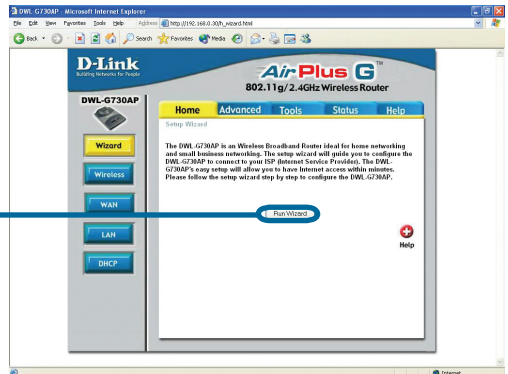 DWL-G730AP - Microsoft Internet Explorer
File Edit View Favorites Tools Help Address http://192.168.0.30/h_wizard.html
Back Search Favorites Media
D-Link
Building Networks for People
AirPlus G™
802.11g/2.4GHz Wireless Router
DWL-G730AP
Home Advanced Tools Status Help
Wizard
Wireless
WAN
LAN
DHCP
Setup Wizard
The DWL-G730AP is an Wireless Broadband Router ideal for home networking
and small business networking. The setup wizard will guide you to configure the
DWL-G730AP to connect to your ISP (Internet Service Provider). The DWL-
G730AP's easy setup will allow you to have Internet access within minutes.
Please follow the setup wizard step by step to configure the DWL-G730AP.
Run Wizard
Help
Internet